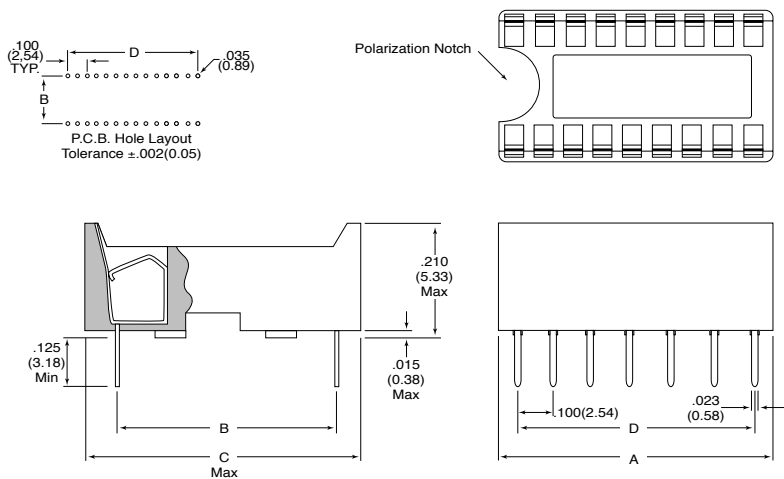 .100
(2,54)
TYP.
D
.035
(0.89)
B
P.C.B. Hole Layout
Tolerance ±.002(0.05)
Polarization Notch
.210
(5.33)
Max
.125
(3.18)
Min
.015
(0.38)
Max
B
C
Max
.100(2.54)
.023
(0.58)
D
A